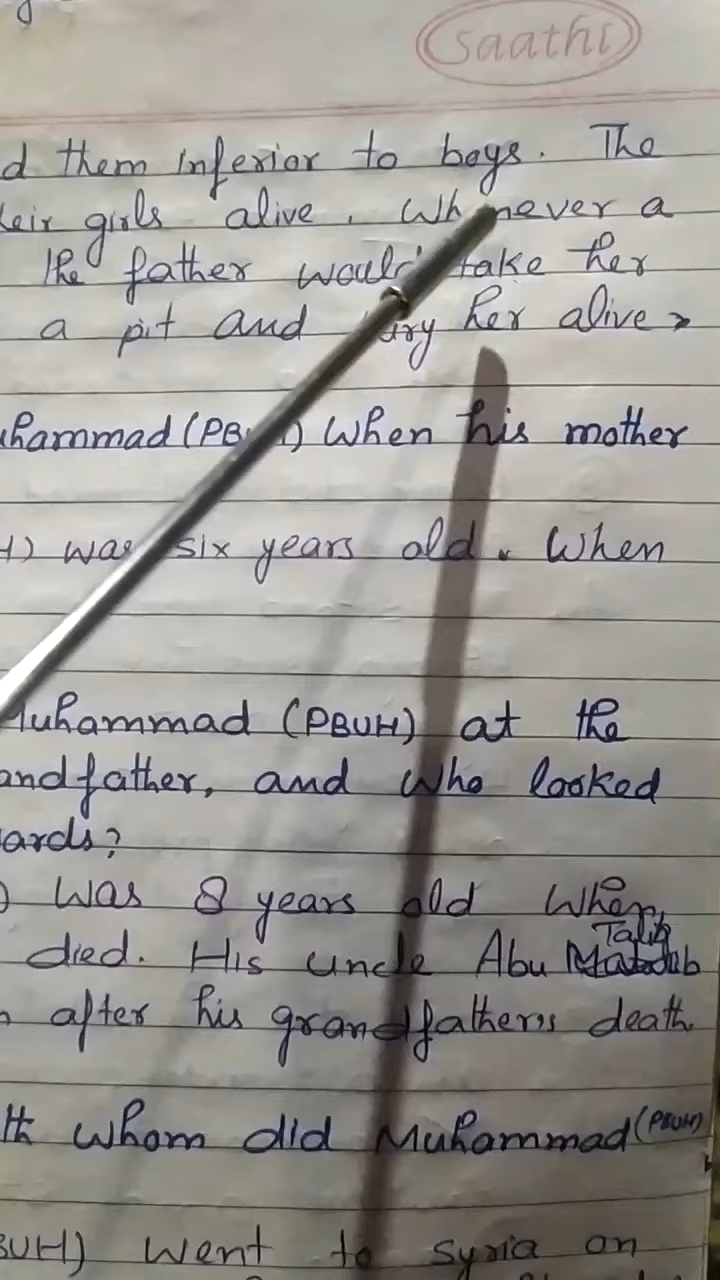 Saathi
d them inferior to boys. The
eir girls alive. Whenever a
the father would take her
a pit and bury her alive.
uhammad (PBUH) when his mother
H) was six years old. When
Muhammad (PBUH) at the
andfather, and who looked
ards?
) was 8 years old when
Talib
died. His uncle Abu
after his grandfather's death
th whom did Muhammad (PBUH)
BUH) went to syria on